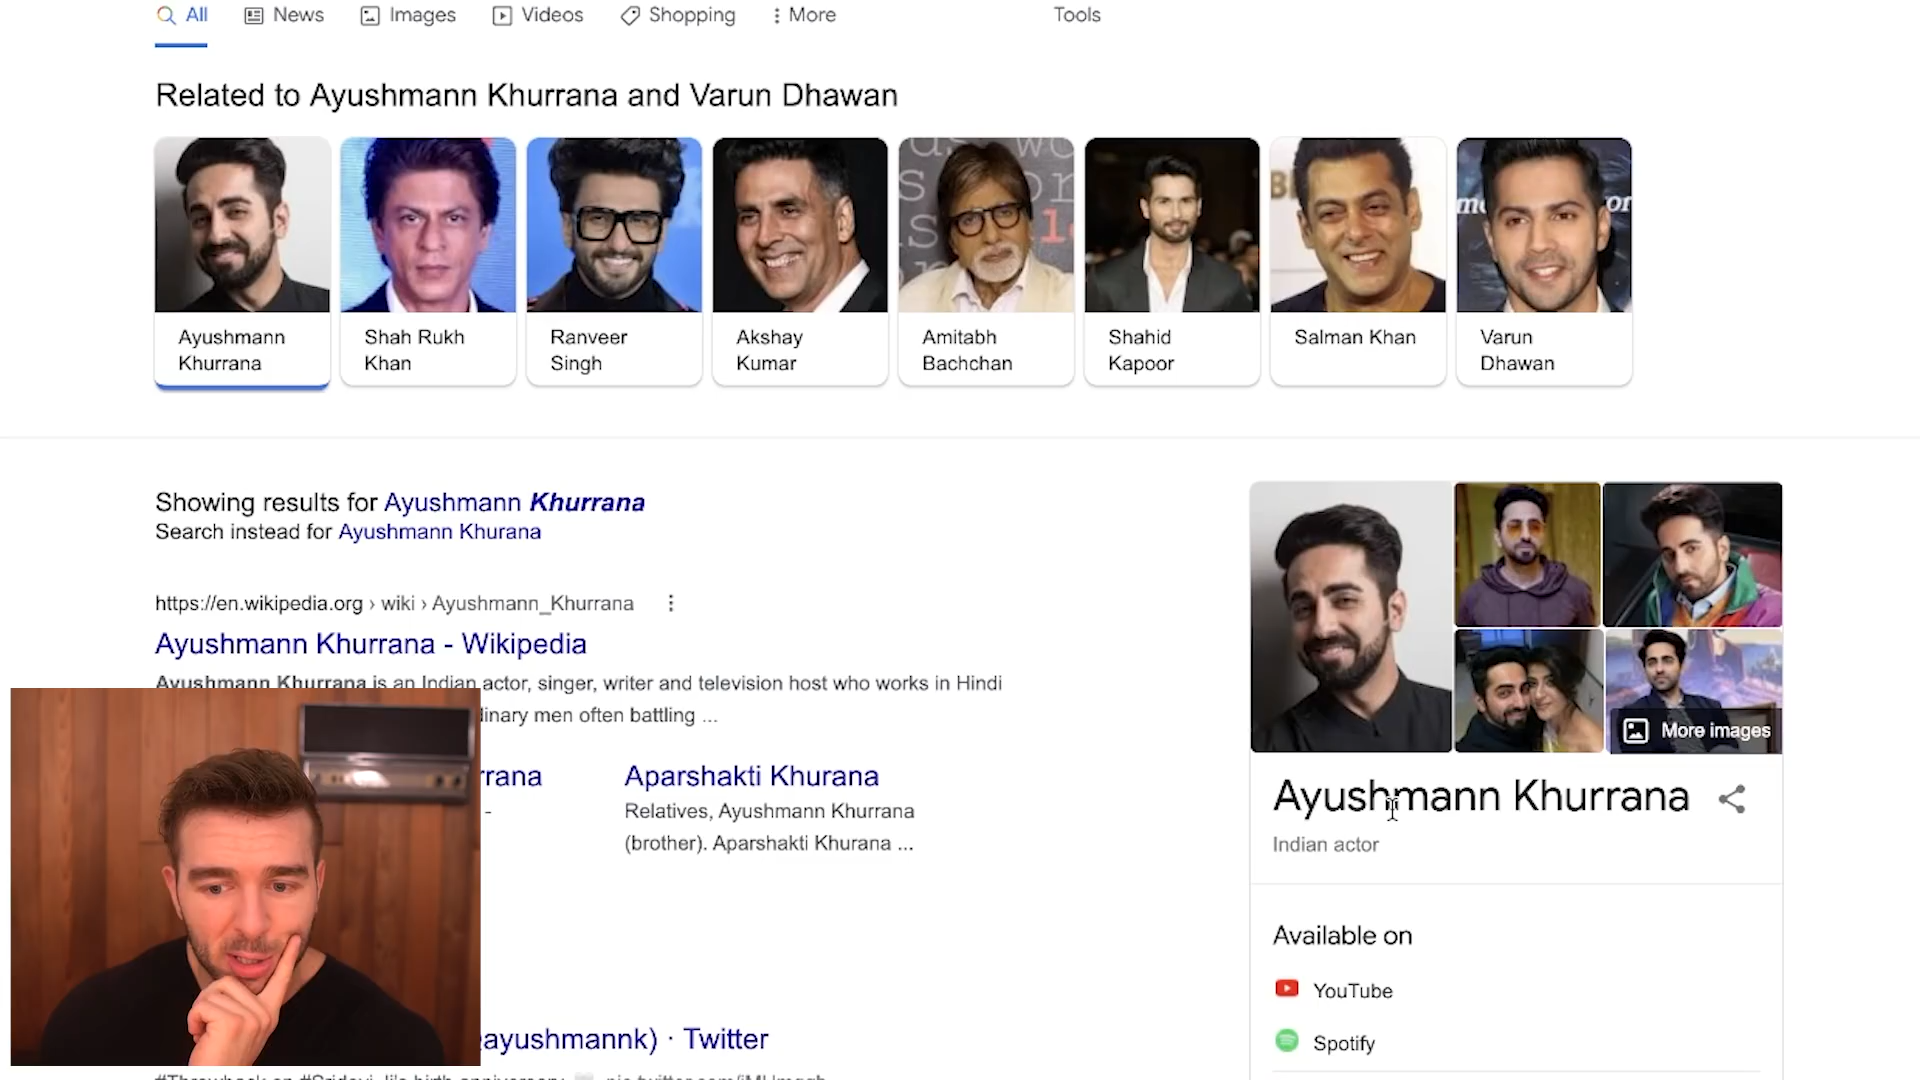 All News Images Videos Shopping More Tools
Related to Ayushmann Khurrana and Varun Dhawan
Ayushmann
Khurrana
Shah Rukh
Khan
Ranveer
Singh
Akshay
Kumar
Amitabh
Bachchan
Shahid
Kapoor
Salman Khan
Varun
Dhawan
Showing results for Ayushmann Khurrana
Search instead for Ayushmann Khurana
https://en.wikipedia.org › wiki › Ayushmann_Khurrana
Ayushmann Khurrana - Wikipedia
Ayushmann Khurrana is an Indian actor, singer, writer and television host who works in Hindi
men often battling ...
Aparshakti Khurana
Relatives, Ayushmann Khurrana
(brother). Aparshakti Khurana ...
ayushmannk) · Twitter
More images
Ayushmann Khurrana
Indian actor
Available on
YouTube
Spotify